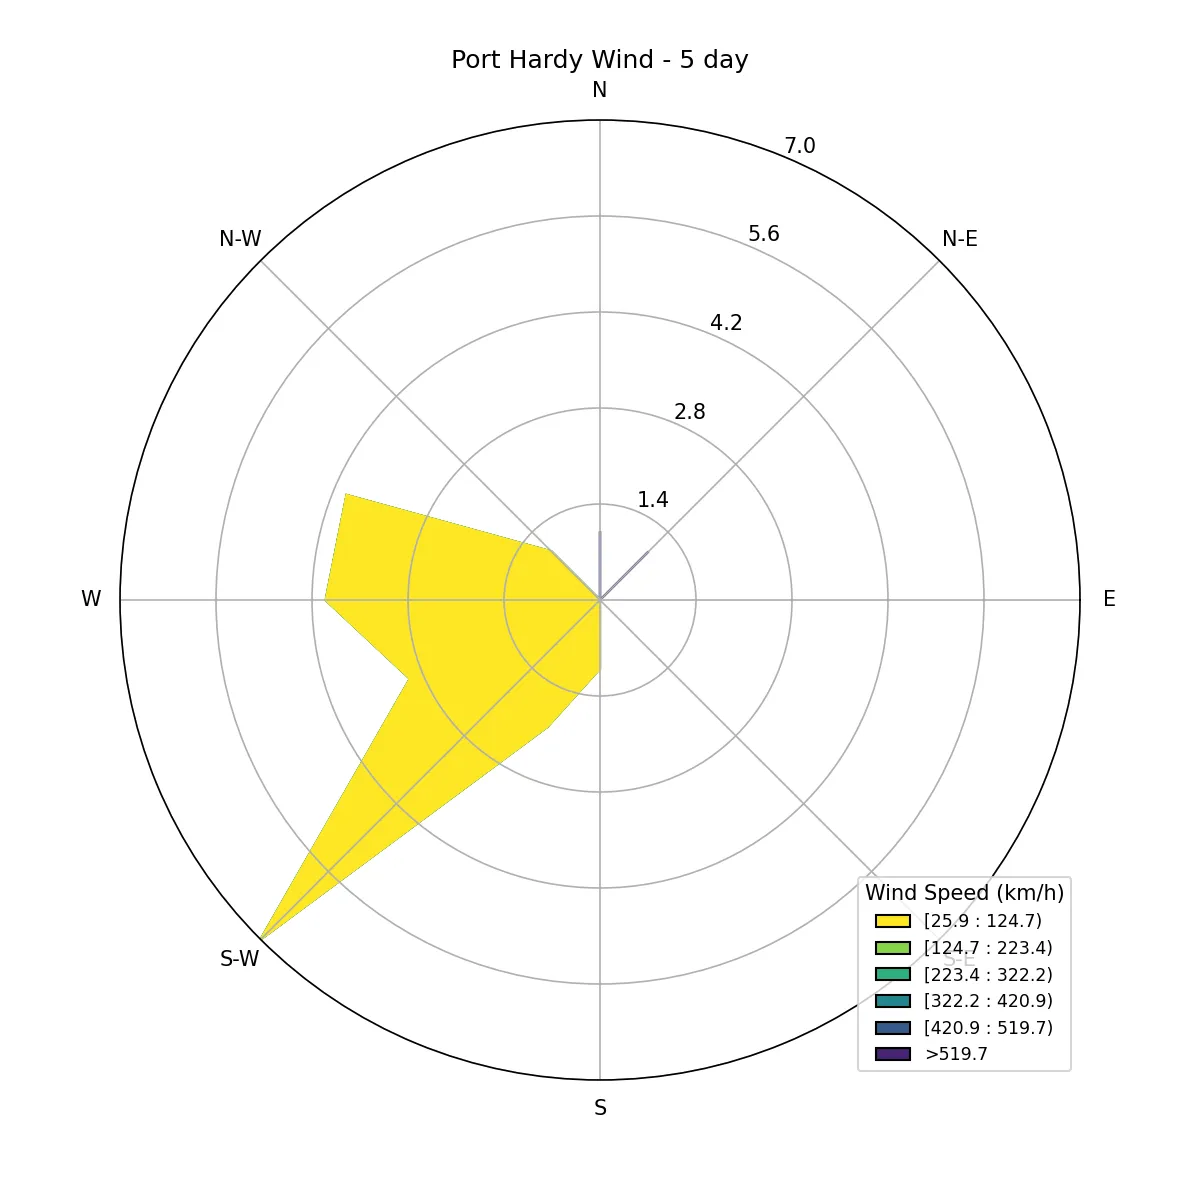 Port Hardy Wind - 5 day
N
7.0
N-W
5.6
N-E
4.2
2.8
1.4
W
E
Wind Speed (km/h)
[25.9 : 124.7)
[124.7 : 223.4)
S-W
S-E
[223.4 : 322.2)
[322.2 : 420.9)
[420.9 : 519.7)
>519.7
S